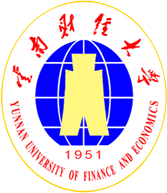 云南财经大学
1951
YUNNAN UNIVERSITY OF FINANCE AND ECONOMICS